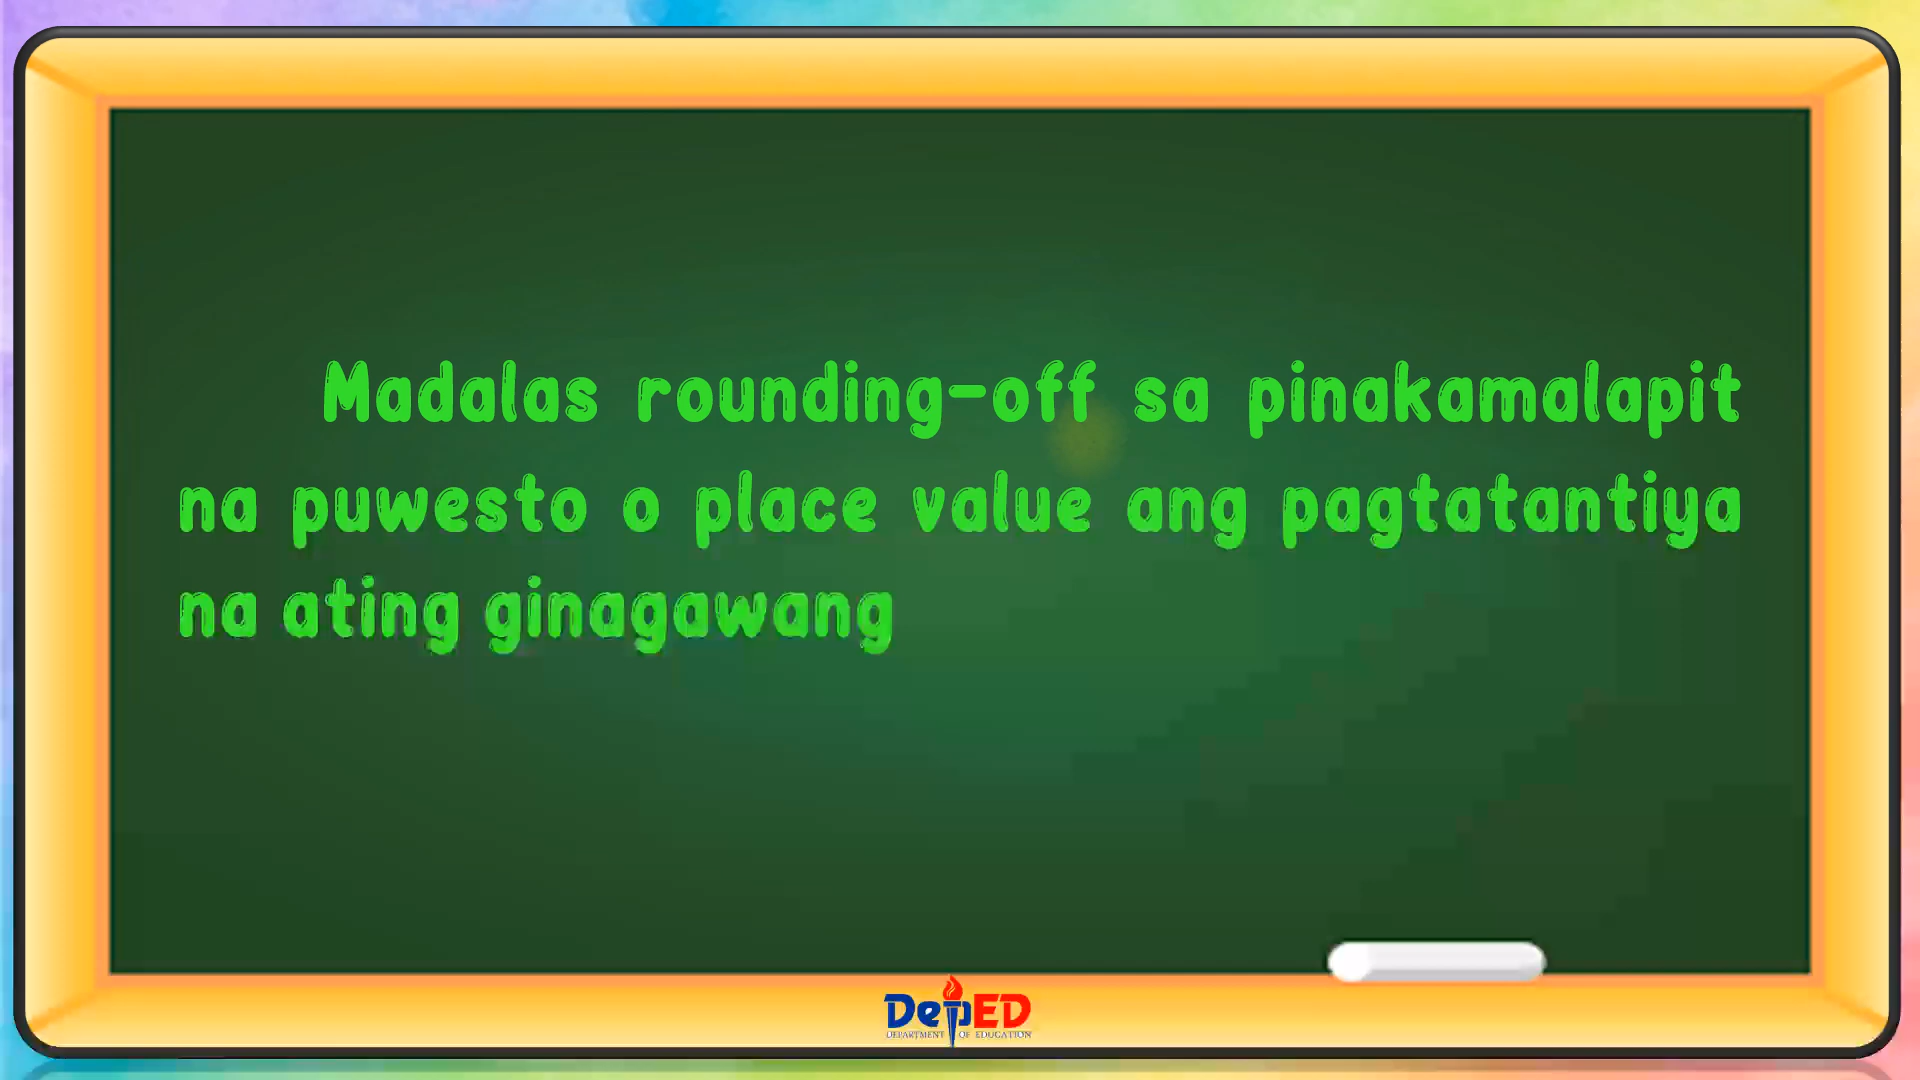 Madalas rounding-off sa pinakamalapit
na puwesto o place value ang pagtatantiya
na ating ginagawang
DepED
DEPARTMENT OF EDUCATION